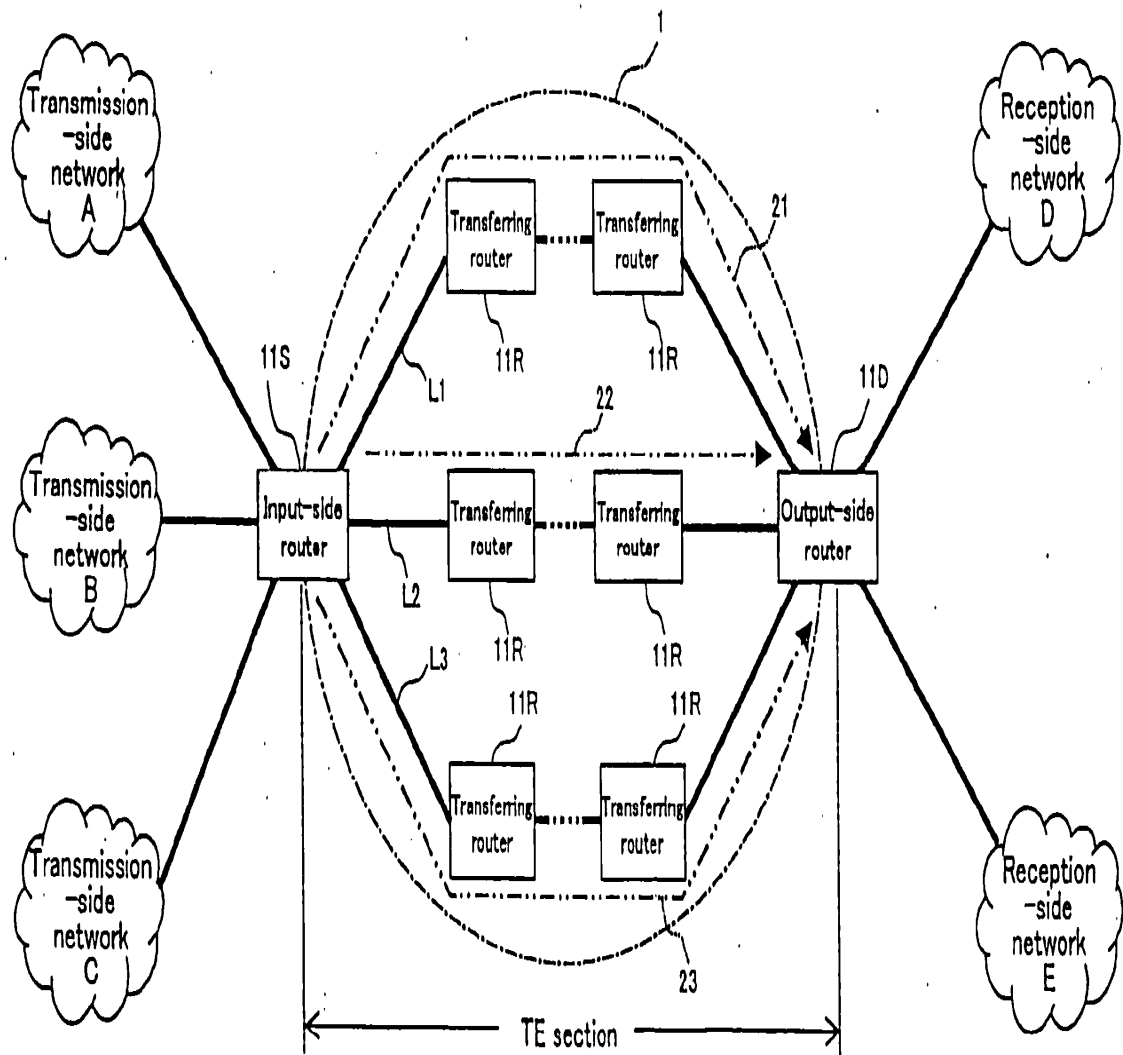 1
Transmission
-side
network
A
Reception
-side
network
D
21
Transferring
router
Transferring
router
11S
11R
11R
11D
L1
22
Transmission
-side
network
B
Input-side
router
Transferring
router
Transferring
router
Output-side
router
L2
11R
11R
L3
11R
11R
Transferring
router
Transferring
router
Transmission
-side
network
C
Reception
-side
network
E
23
TE section